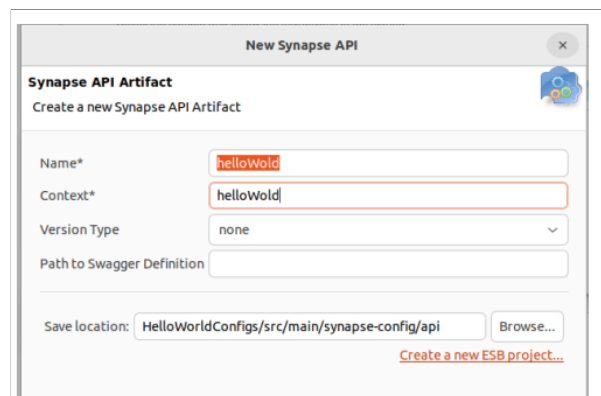 New Synapse API
Synapse API Artifact
Create a new Synapse API Artifact
Name*
helloWold
Context*
helloWold
Version Type
none
Path to Swagger Definition
Save location:
HelloWorldConfigs/src/main/synapse-config/api
Browse...
Create a new ESB project...